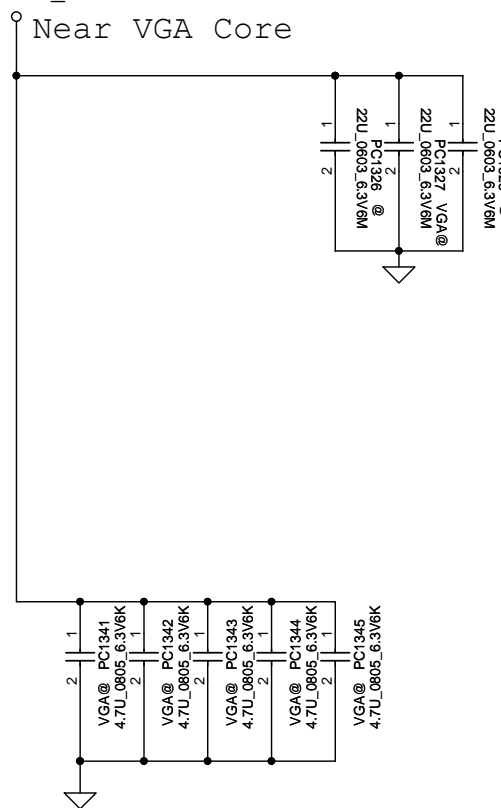 Near VGA Core
1
2
PC1326 @
22U_0603_6.3V6M
1
2
PC1327 VGA@
22U_0603_6.3V6M
1
2
22U_0603_6.3V6M
1
2
VGA@ PC1341
4.7U_0805_6.3V6K
1
2
VGA@ PC1342
4.7U_0805_6.3V6K
1
2
VGA@ PC1343
4.7U_0805_6.3V6K
1
2
VGA@ PC1344
4.7U_0805_6.3V6K
1
2
VGA@ PC1345
4.7U_0805_6.3V6K